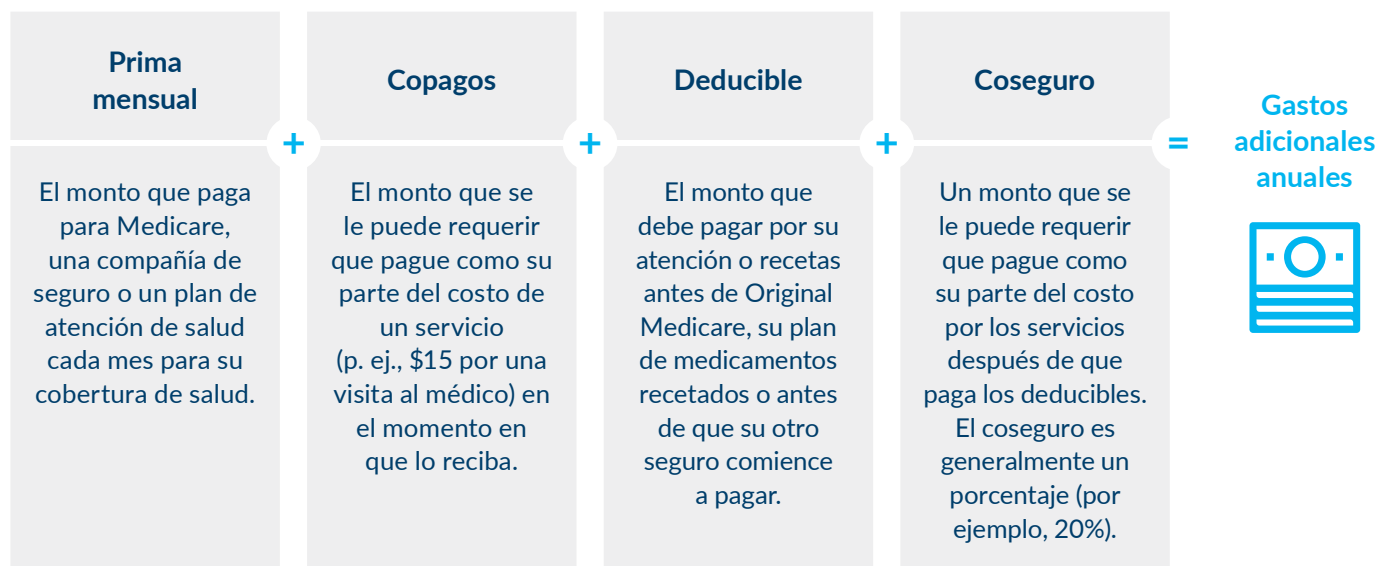 Prima
mensual
El monto que paga
para Medicare,
una compañía de
seguro o un plan de
atención de salud
cada mes para su
cobertura de salud.
+
Copagos
El monto que se
le puede requerir
que pague como su
parte del costo de
un servicio
(p. ej., $15 por una
visita al médico) en
el momento en
que lo reciba.
+
Deducible
El monto que
debe pagar por su
atención o recetas
antes de Original
Medicare, su plan
de medicamentos
recetados o antes
de que su otro
seguro comience
a pagar.
+
Coseguro
Un monto que se
le puede requerir
que pague como
su parte del costo
por los servicios
después de que
paga los deducibles.
El coseguro es
generalmente un
porcentaje (por
ejemplo, 20%).
=
Gastos
adicionales
anuales